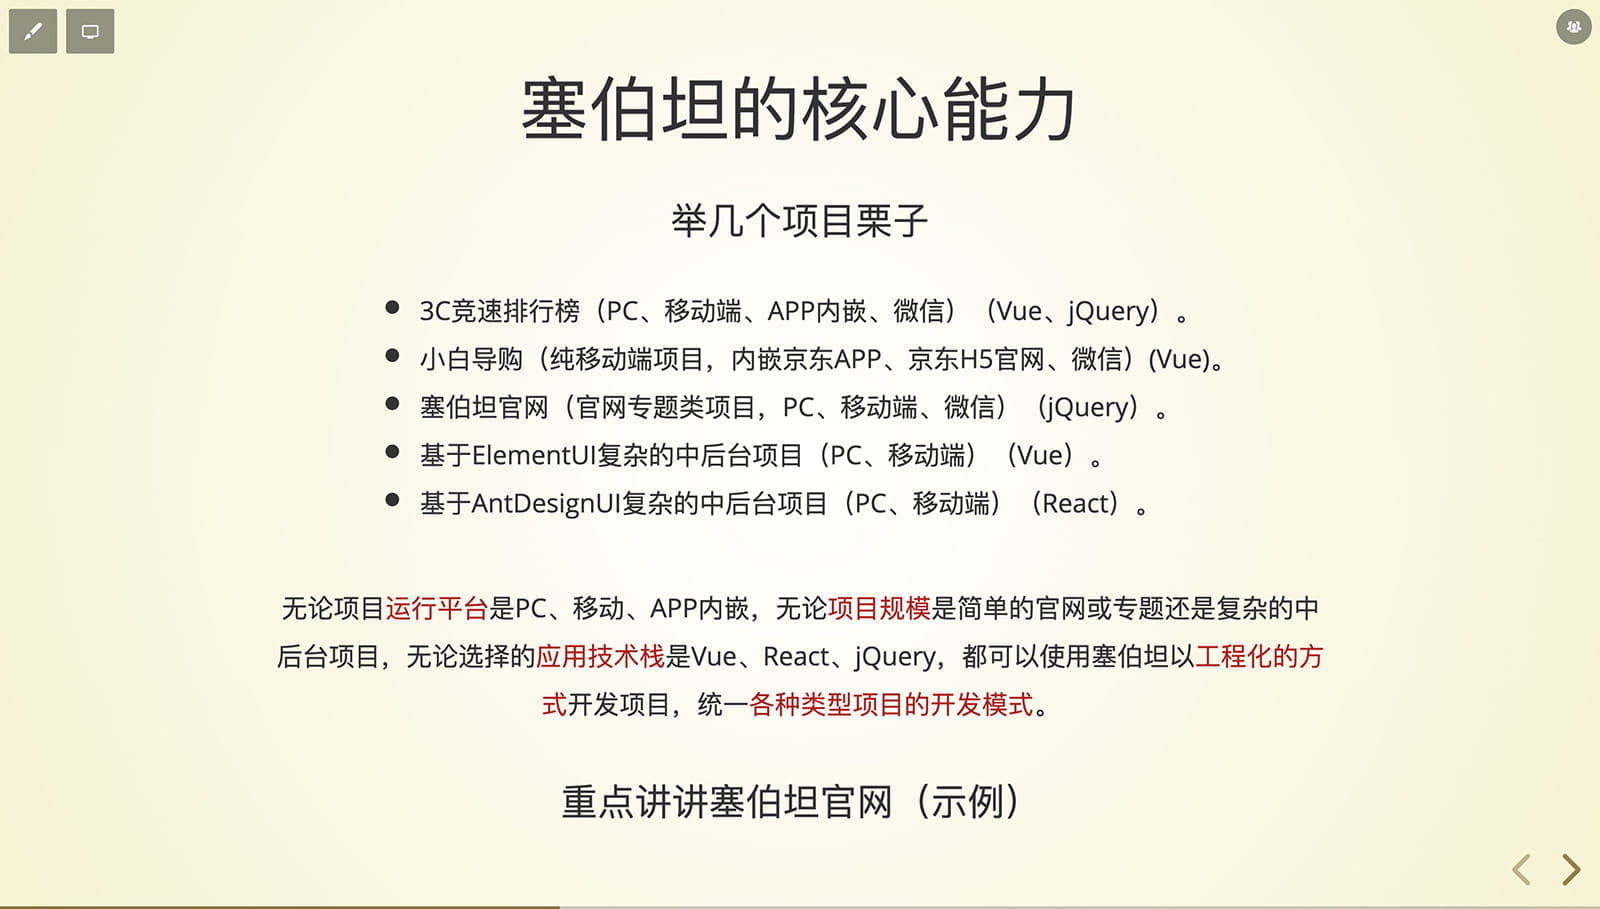 塞伯坦的核心能力
举几个项目栗子
3C竞速排行榜（PC、移动端、APP内嵌、微信）（Vue、jQuery）。
小白导购（纯移动端项目，内嵌京东APP、京东H5官网、微信）(Vue)。
塞伯坦官网（官网专题类项目，PC、移动端、微信）（jQuery）。
基于ElementUI复杂的中后台项目（PC、移动端）（Vue）。
基于AntDesignUI复杂的中后台项目（PC、移动端）（React）。
无论项目运行平台是PC、移动、APP内嵌，无论项目规模是简单的官网或专题还是复杂的中
后台项目，无论选择的应用技术栈是Vue、React、jQuery，都可以使用塞伯坦以工程化的方
式开发项目，统一各种类型项目的开发模式。
重点讲讲塞伯坦官网（示例）